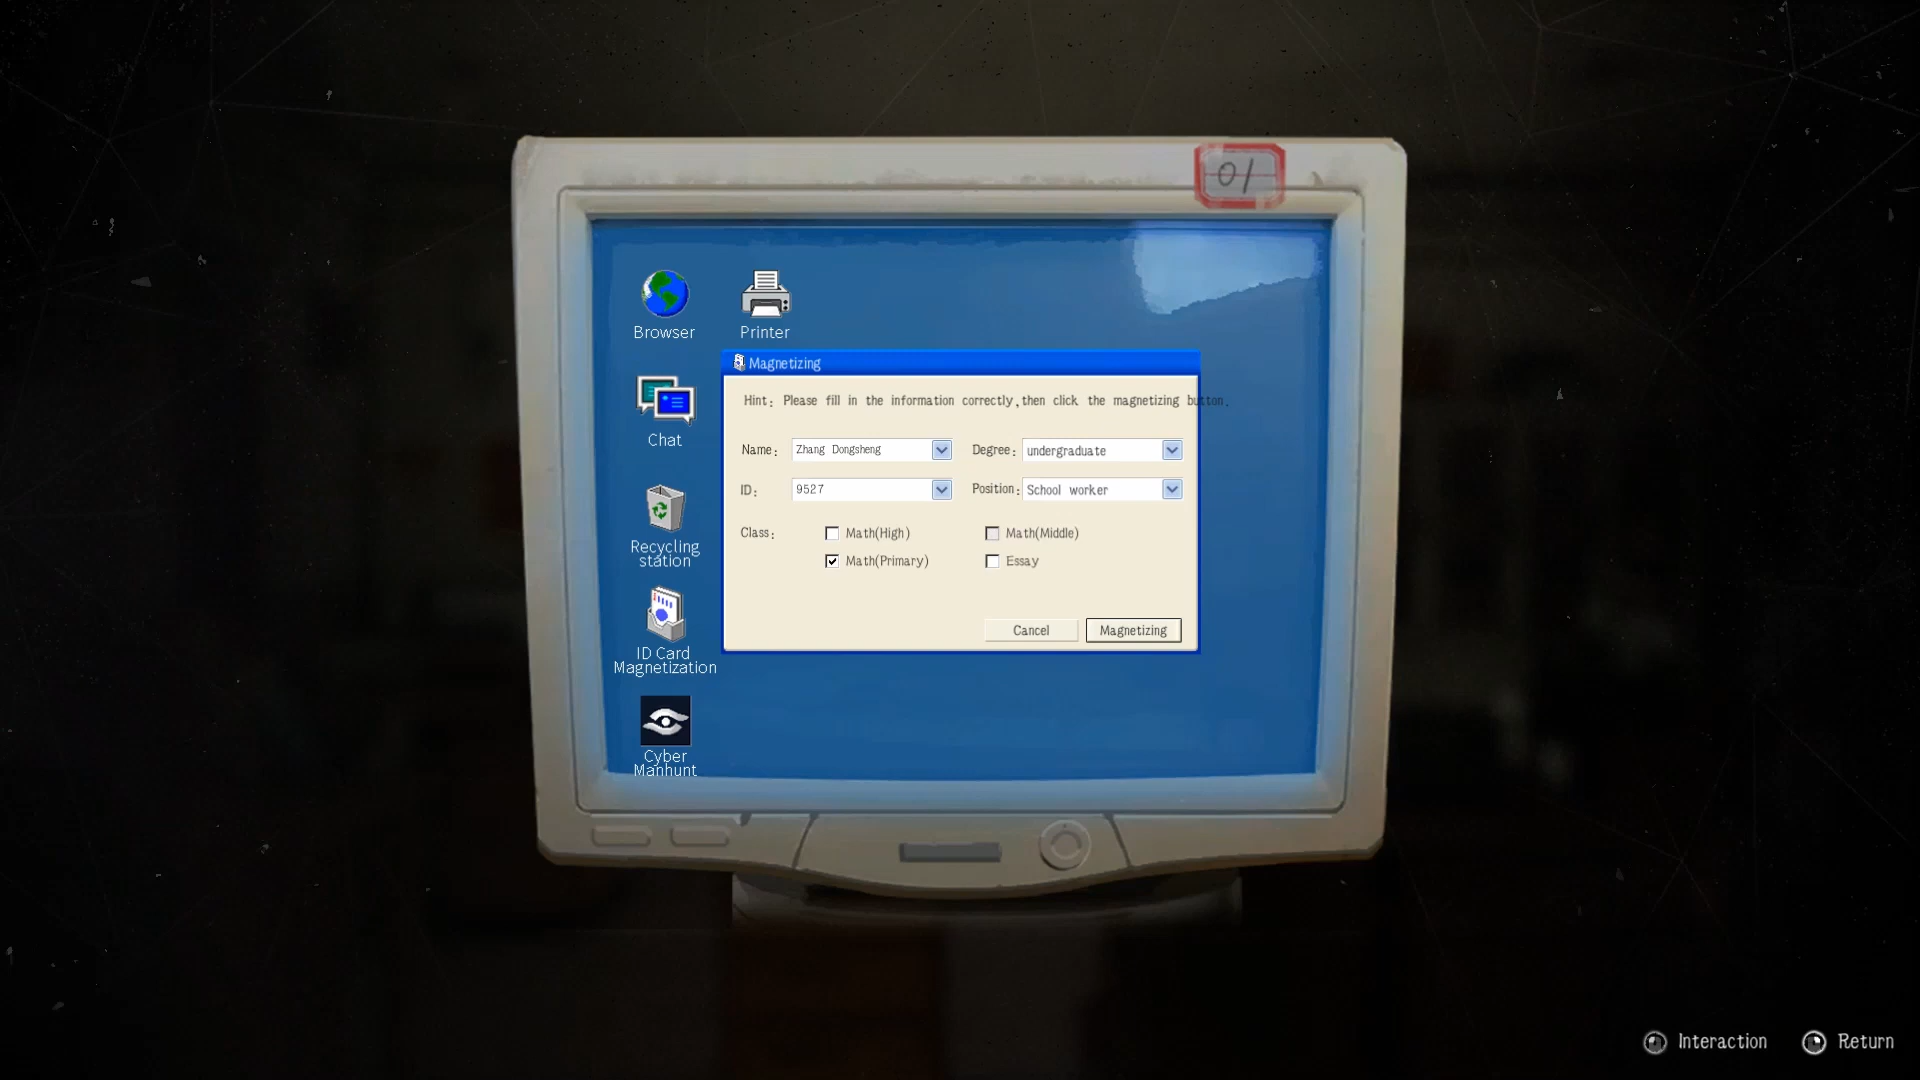 01
Browser
Printer
Magnetizing
Hint: Please fill in the information correctly,then click the magnetizing button.
Chat
Name: Zhang Dongsheng Degree: undergraduate
ID: 9527 Position: School worker
Class: Math(High) Math(Middle)
Math(Primary) Essay
Recycling
station
Cancel Magnetizing
ID Card
Magnetization
Cyber
Manhunt
Interaction Return